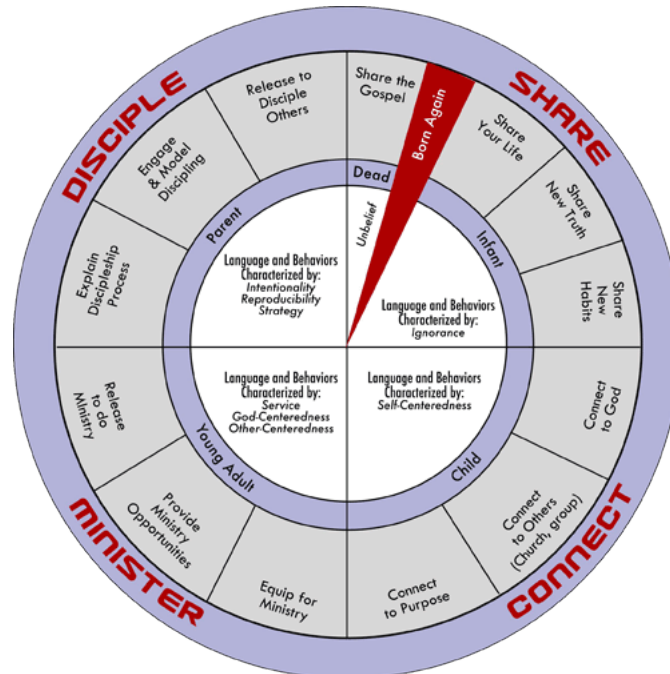 SHARE
Share the
Gospel
Born Again
Share
Your Life
Share
New Truth
Share
New
Habits
Dead
Unbelief
Infant
Language and Behaviors
Characterized by:
Ignorance
CONNECT
Connect
to God
Connect
to Others
(Church, group)
Connect
to Purpose
Child
Language and Behaviors
Characterized by:
Self-Centeredness
MINISTER
Equip for
Ministry
Provide
Ministry
Opportunities
Release
to do
Ministry
Young Adult
Language and Behaviors
Characterized by:
Service
God-Centeredness
Other-Centeredness
DISCIPLE
Explain
Discipleship
Process
Engage
& Model
Discipling
Release to
Disciple
Others
Parent
Language and Behaviors
Characterized by:
Intentionality
Reproducibility
Strategy